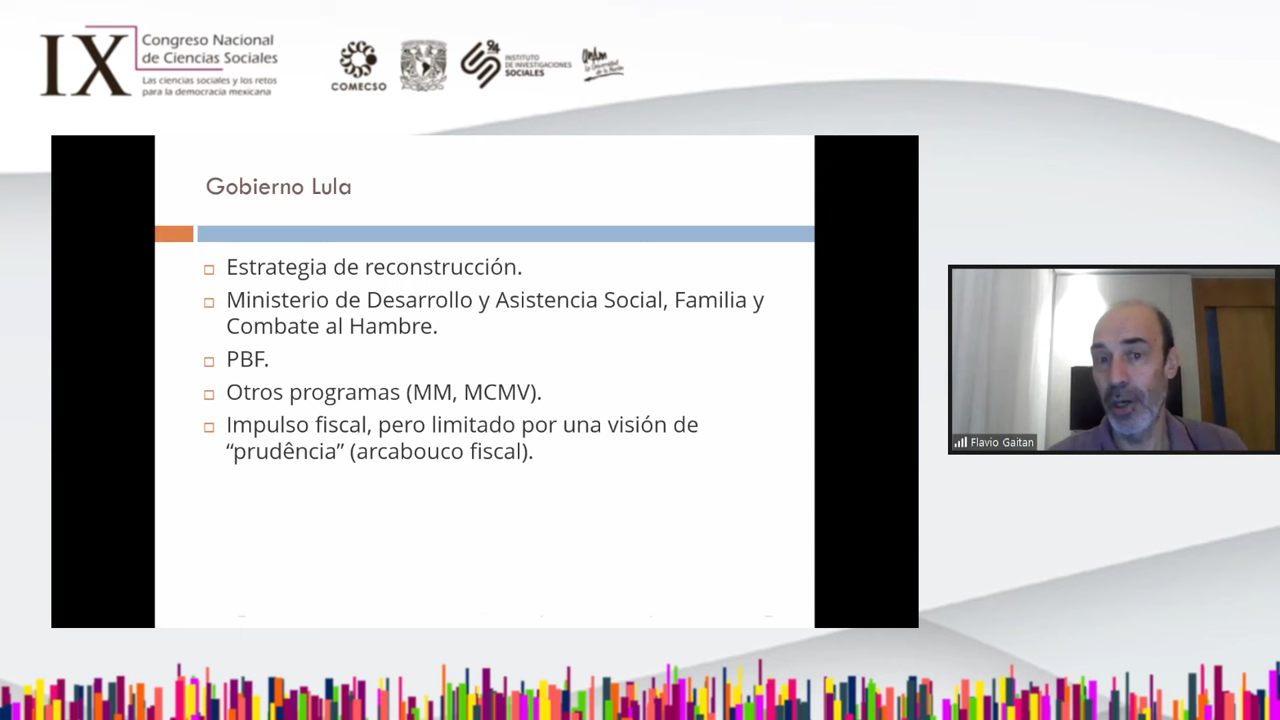 IX
Congreso Nacional
de Ciencias Sociales
Las ciencias sociales y los retos
para la democracia mexicana
COMECSO
94
INSTITUTO
DE INVESTIGACIONES
SOCIALES
Gobierno Lula
Estrategia de reconstrucción.
Ministerio de Desarrollo y Asistencia Social, Familia y
Combate al Hambre.
PBF.
Otros programas (MM, MCMV).
Impulso fiscal, pero limitado por una visión de
“prudência” (arcabouco fiscal).
Flavio Gaitan